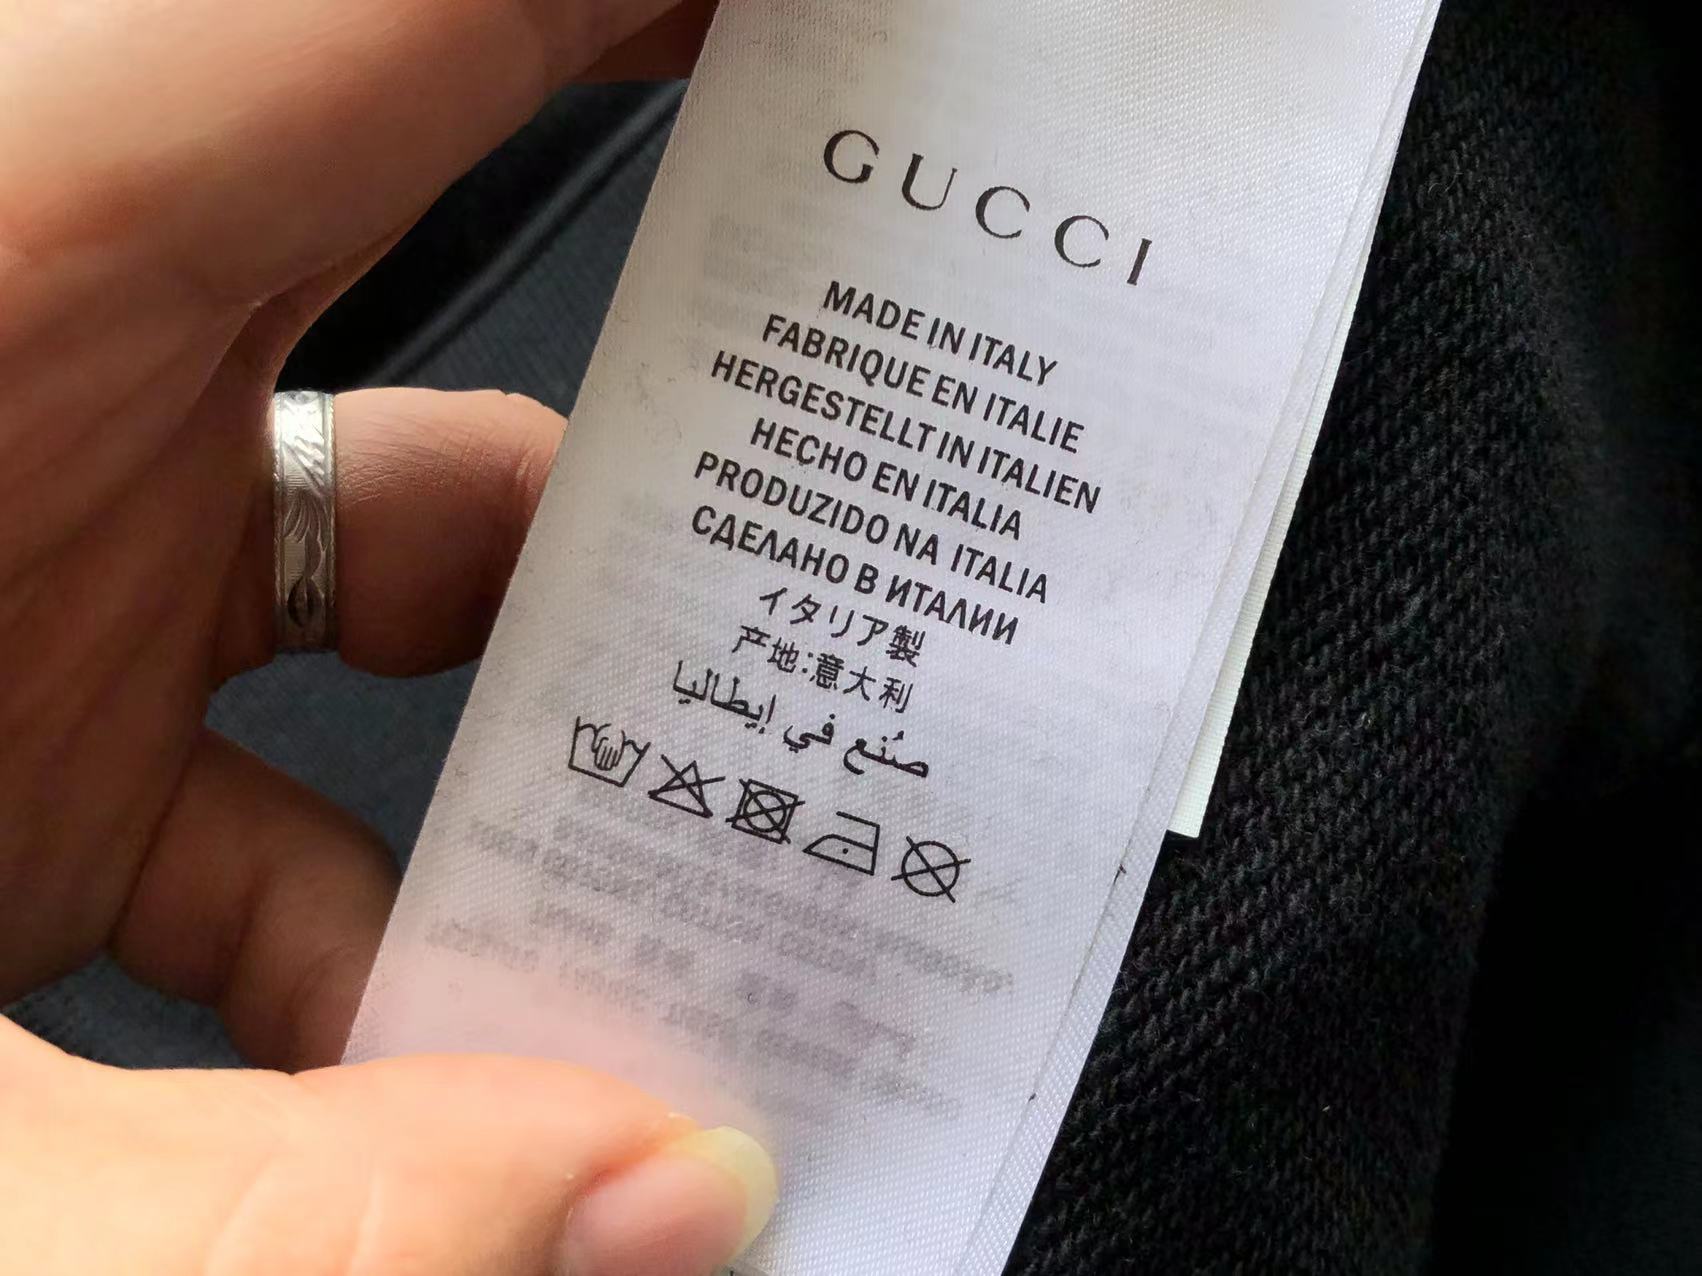 GUCCI
MADE IN ITALY
FABRIQUE EN ITALIE
HERGESTELLT IN ITALIEN
HECHO EN ITALIA
PRODUZIDO NA ITALIA
СДЕЛАНО В ИТАЛИИ
イタリア製
产地:意大利
صُنع في إيطاليا